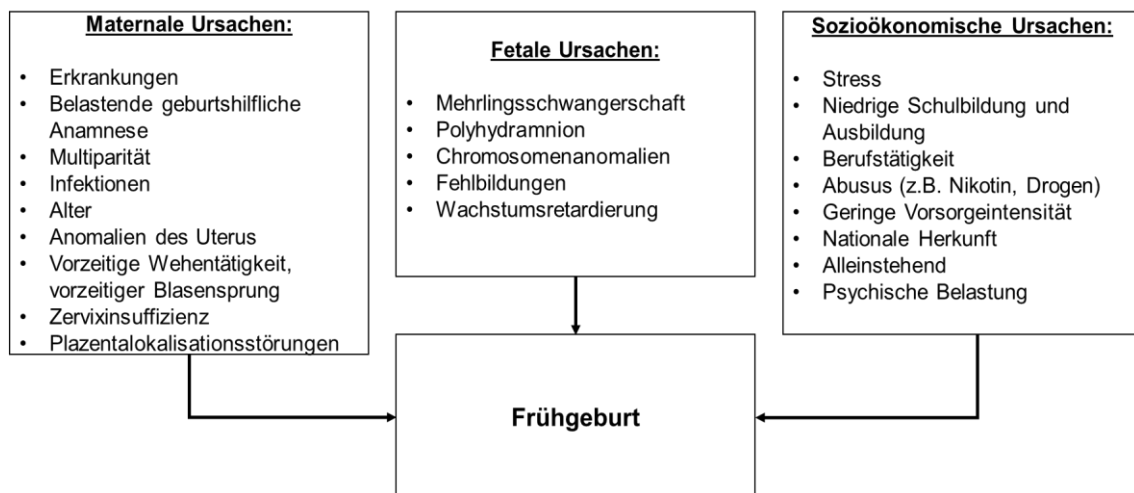 Maternale Ursachen:
• Erkrankungen
• Belastende geburtshilfliche
Anamnese
• Multiparität
• Infektionen
• Alter
• Anomalien des Uterus
• Vorzeitige Wehentätigkeit,
vorzeitiger Blasensprung
• Zervixinsuffizienz
• Plazentalokalisationsstörungen
Fetale Ursachen:
• Mehrlingsschwangerschaft
• Polyhydramnion
• Chromosomenanomalien
• Fehlbildungen
• Wachstumsretardierung
Sozioökonomische Ursachen:
• Stress
• Niedrige Schulbildung und
Ausbildung
• Berufstätigkeit
• Abusus (z.B. Nikotin, Drogen)
• Geringe Vorsorgeintensität
• Nationale Herkunft
• Alleinstehend
• Psychische Belastung
Frühgeburt